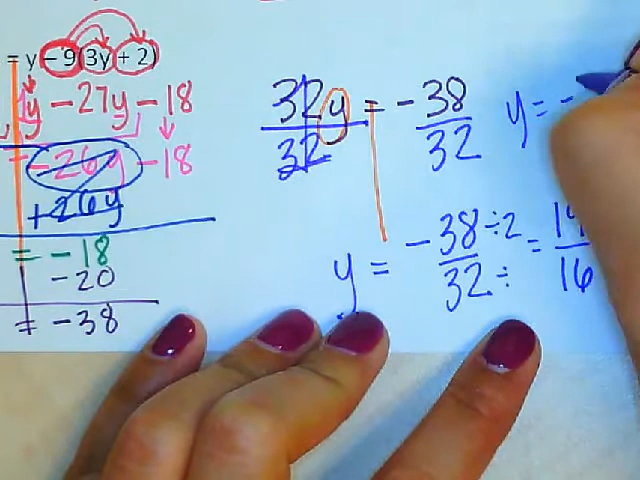 = y - 9(3y + 2)
1y - 27y - 18
= - 26y - 18
+ 26y
= - 18
- 20
= - 38
32y = - 38
32 32
y = -
y = - 38 ÷2 =
32 ÷ 16